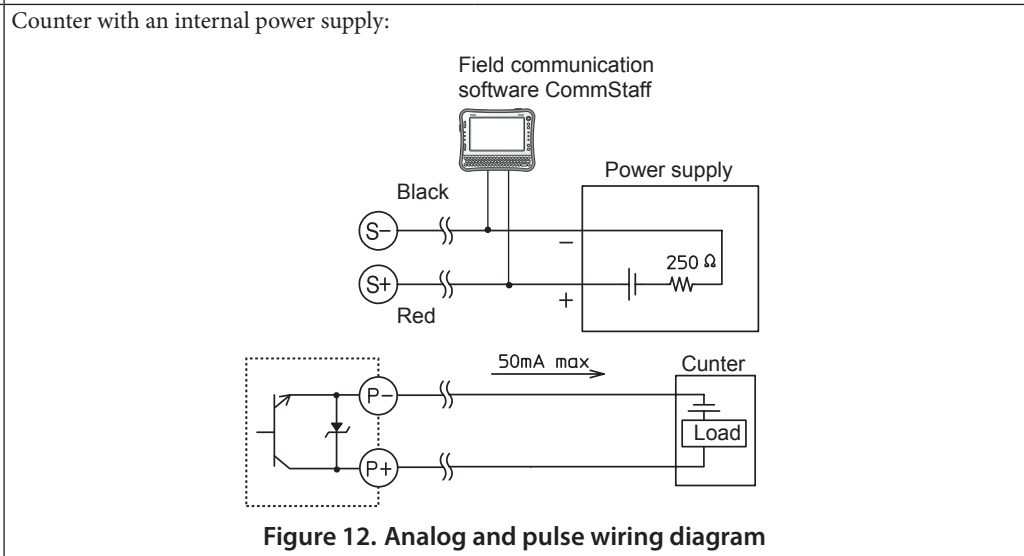 Counter with an internal power supply:
Field communication
software CommStaff
Power supply
Black
S−
−
250 Ω
S+
+
Red
50mA max
Cunter
P−
Load
P+
Figure 12. Analog and pulse wiring diagram